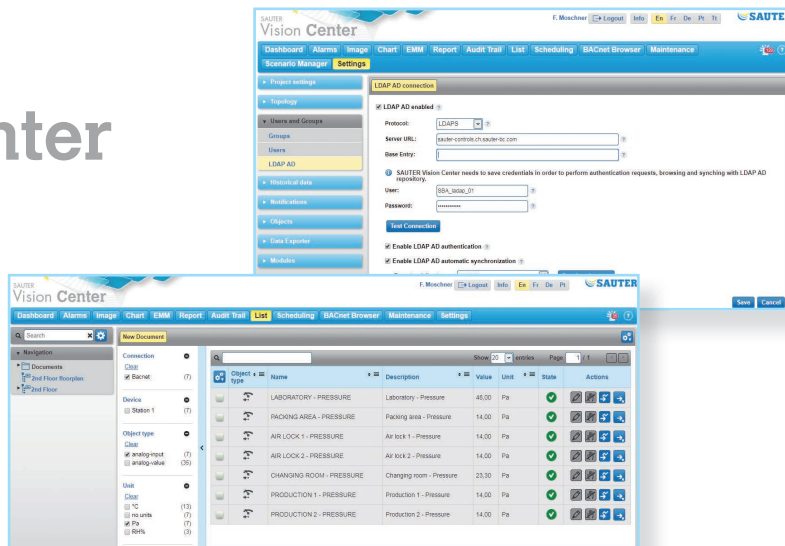 nter
SAUTER
Vision Center
F. Moschner Logout Info En Fr De Pt Tr SAUTER
Dashboard Alarms Image Chart EMM Report Audit Trail List Scheduling BACnet Browser Maintenance
Scenario Manager Settings
Project settings
Topology
Users and Groups
Groups
Users
LDAP AD
Historical data
Notifications
Objects
Data Exporter
Modules
LDAP AD connection
LDAP AD enabled
Protocol: LDAPS
Server URL: sauter-controls.ch.sauter-bc.com
Base Entry:
SAUTER Vision Center needs to save credentials in order to perform authentication requests, browsing and synching with LDAP AD
repository.
User: SBA_ladap_01
Password: ***********
Test Connection
Enable LDAP AD authentication
Enable LDAP AD automatic synchronization
Save Cancel
SAUTER
Vision Center
F. Moschner Logout Info En Fr De Pt SAUTER
Dashboard Alarms Image Chart EMM Report Audit Trail List Scheduling BACnet Browser Maintenance Settings
Search
Navigation
Documents
2nd Floor floorplan
2nd Floor
New Document
Connection
Clear
Bacnet (7)
Device
Station 1 (7)
Object type
Clear
analog-input (7)
analog-value (35)
Unit
Clear
°C (13)
no units (7)
Pa (7)
RH% (3)
Show 20 entries Page 1 / 1
Object type Name Description Value Unit State Actions
LABORATORY - PRESSURE Laboratory - Pressure 46,00 Pa
PACKING AREA - PRESSURE Packing area - Pressure 14,00 Pa
AIR LOCK 1 - PRESSURE Air lock 1 - Pressure 14,00 Pa
AIR LOCK 2 - PRESSURE Air lock 2 - Pressure 14,00 Pa
CHANGING ROOM - PRESSURE Changing room - Pressure 23,30 Pa
PRODUCTION 1 - PRESSURE Production 1 - Pressure 14,00 Pa
PRODUCTION 2 - PRESSURE Production 2 - Pressure 14,00 Pa